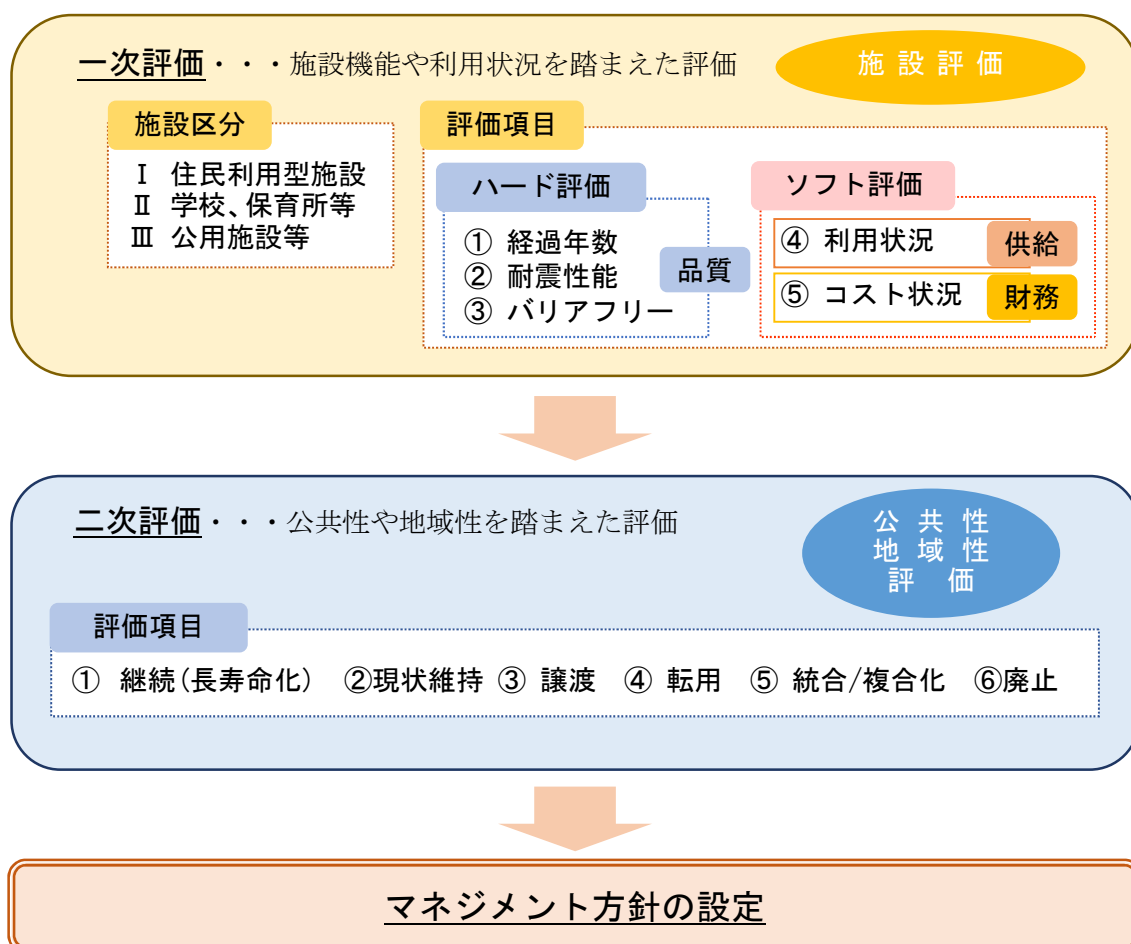 一次評価・・・施設機能や利用状況を踏まえた評価
施設評価
施設区分
Ⅰ 住民利用型施設
Ⅱ 学校、保育所等
Ⅲ 公用施設等
評価項目
ハード評価
① 経過年数
② 耐震性能
③ バリアフリー
品質
ソフト評価
④ 利用状況
供給
⑤ コスト状況
財務
二次評価・・・公共性や地域性を踏まえた評価
公共性
地域性
評価
評価項目
① 継続(長寿命化) ②現状維持 ③ 譲渡 ④ 転用 ⑤ 統合/複合化 ⑥廃止
マネジメント方針の設定